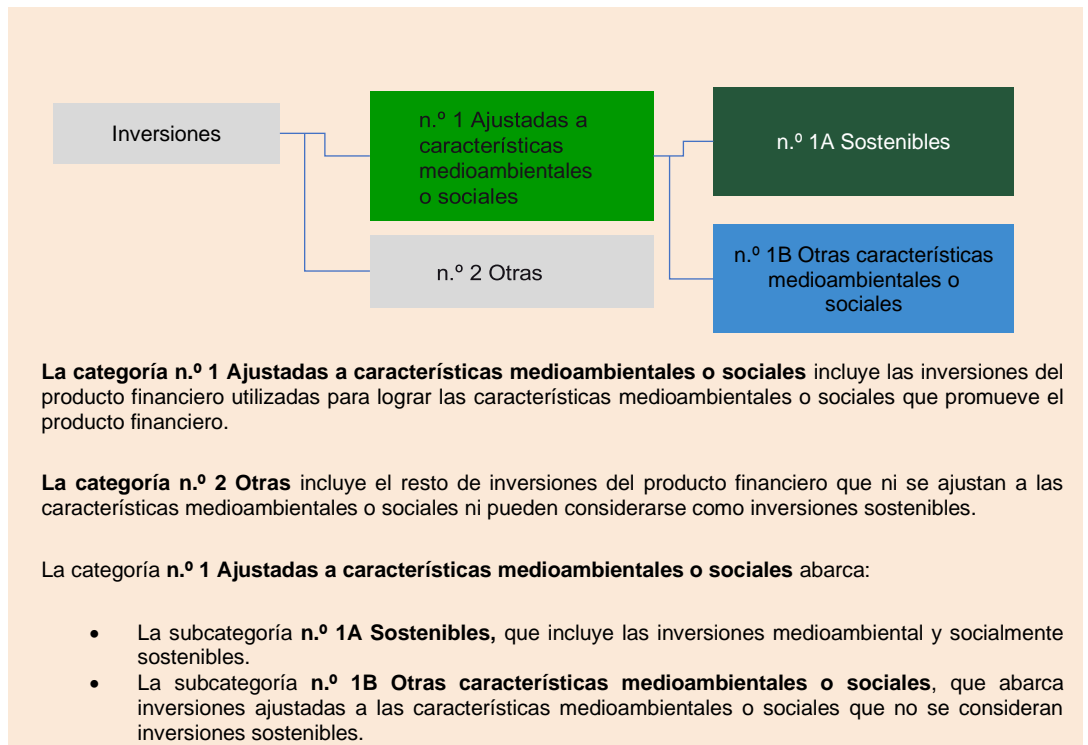 Inversiones
n.º 1 Ajustadas a
características
medioambientales
o sociales
n.º 1A Sostenibles
n.º 2 Otras
n.º 1B Otras características
medioambientales o
sociales
La categoría n.º 1 Ajustadas a características medioambientales o sociales incluye las inversiones del
producto financiero utilizadas para lograr las características medioambientales o sociales que promueve el
producto financiero.
La categoría n.º 2 Otras incluye el resto de inversiones del producto financiero que ni se ajustan a las
características medioambientales o sociales ni pueden considerarse como inversiones sostenibles.
La categoría n.º 1 Ajustadas a características medioambientales o sociales abarca:
• La subcategoría n.º 1A Sostenibles, que incluye las inversiones medioambiental y socialmente
sostenibles.
• La subcategoría n.º 1B Otras características medioambientales o sociales, que abarca
inversiones ajustadas a las características medioambientales o sociales que no se consideran
inversiones sostenibles.